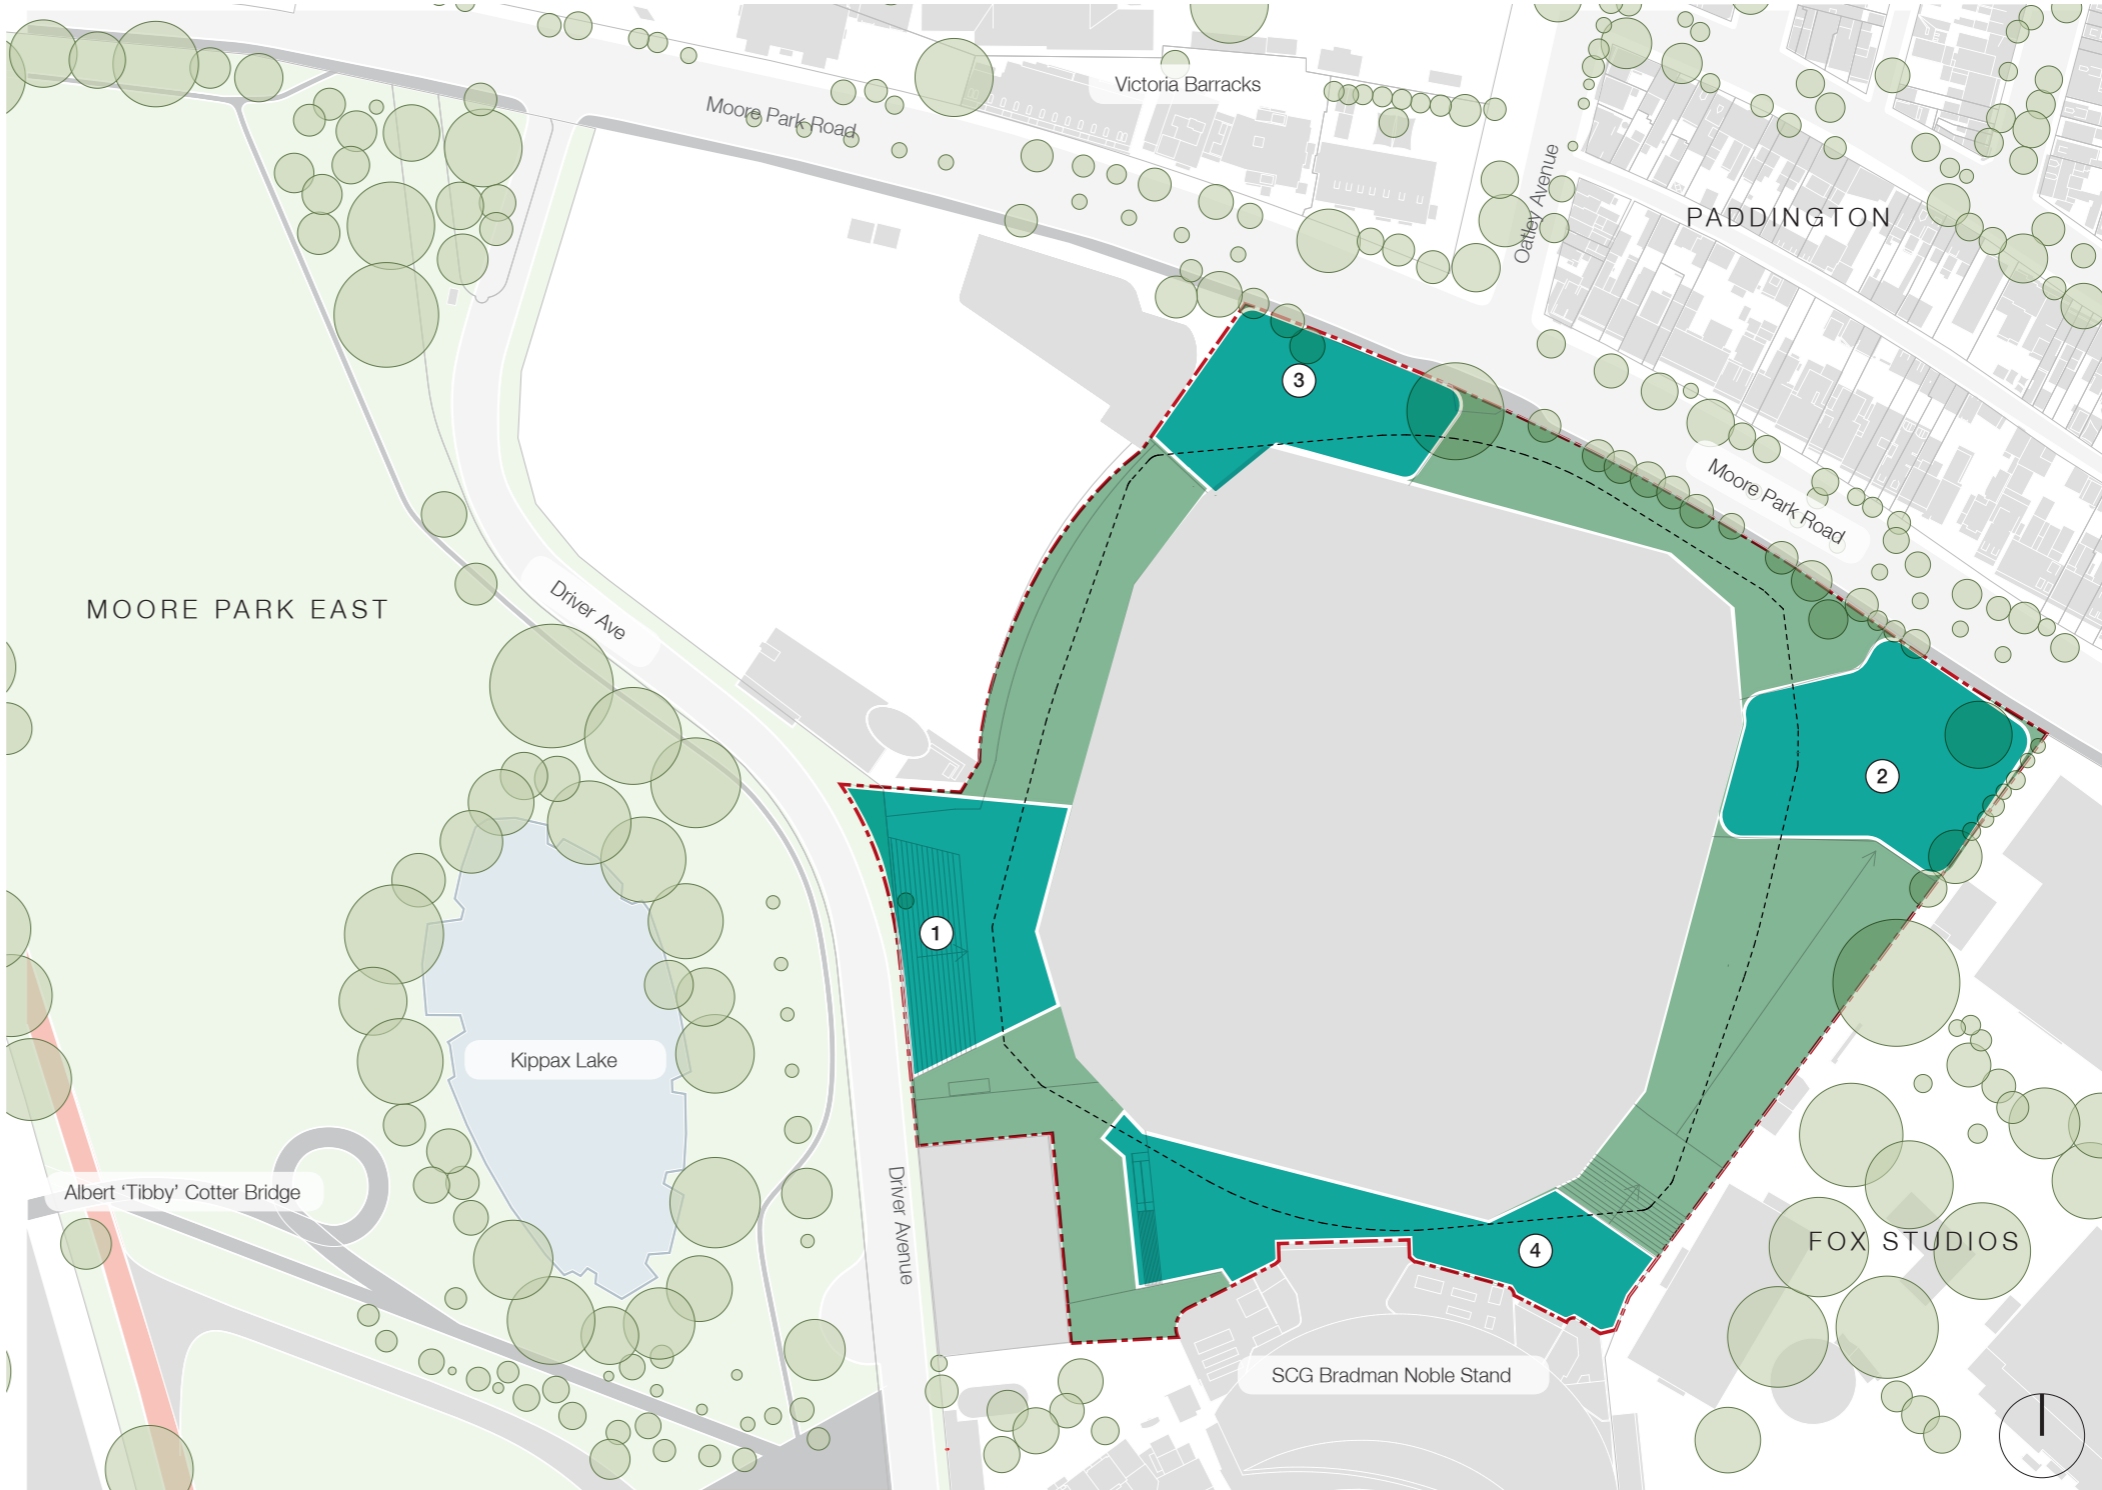 Victoria Barracks
Moore Park Road
Oatley Avenue
PADDINGTON
3
Moore Park Road
MOORE PARK EAST
Driver Ave
2
1
Kippax Lake
Albert ‘Tibby’ Cotter Bridge
Driver Avenue
4
FOX STUDIOS
SCG Bradman Noble Stand